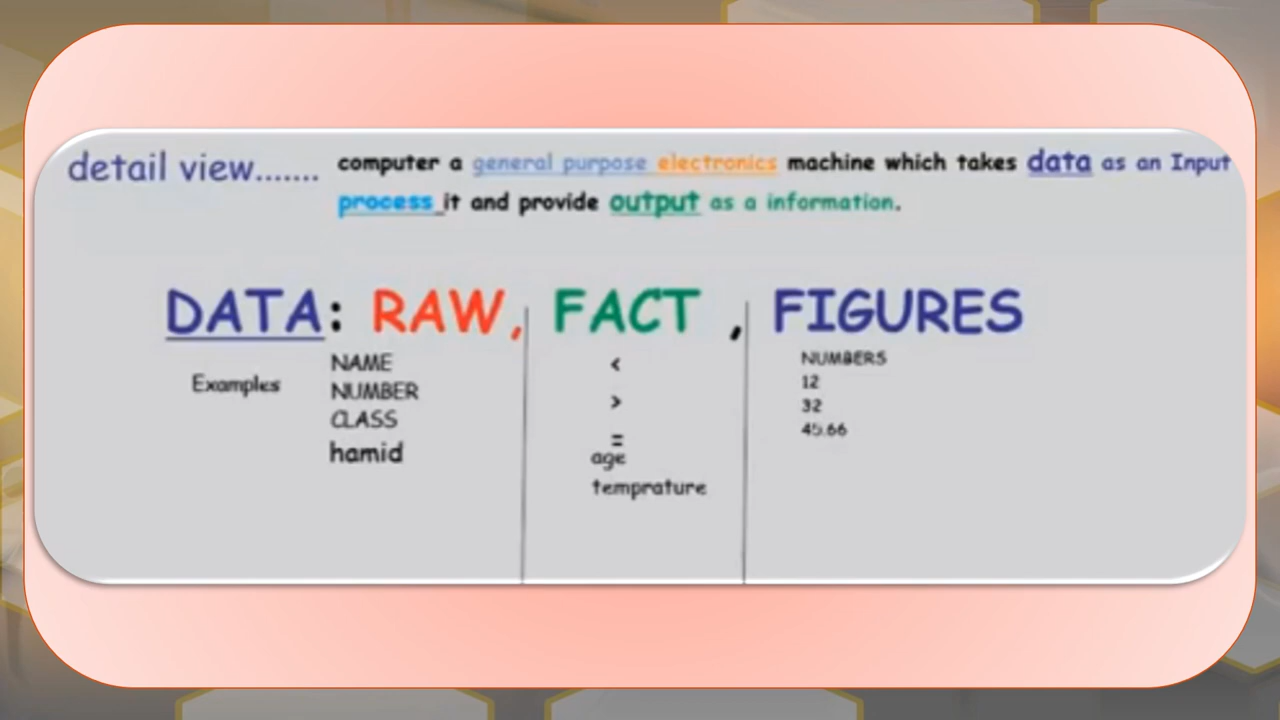 detail view....... computer a general purpose electronics machine which takes data as an Input
process it and provide output as a information.
DATA: RAW, FACT , FIGURES
Examples
NAME
NUMBER
CLASS
hamid
<
>
=
age
temprature
NUMBERS
12
32
45.66